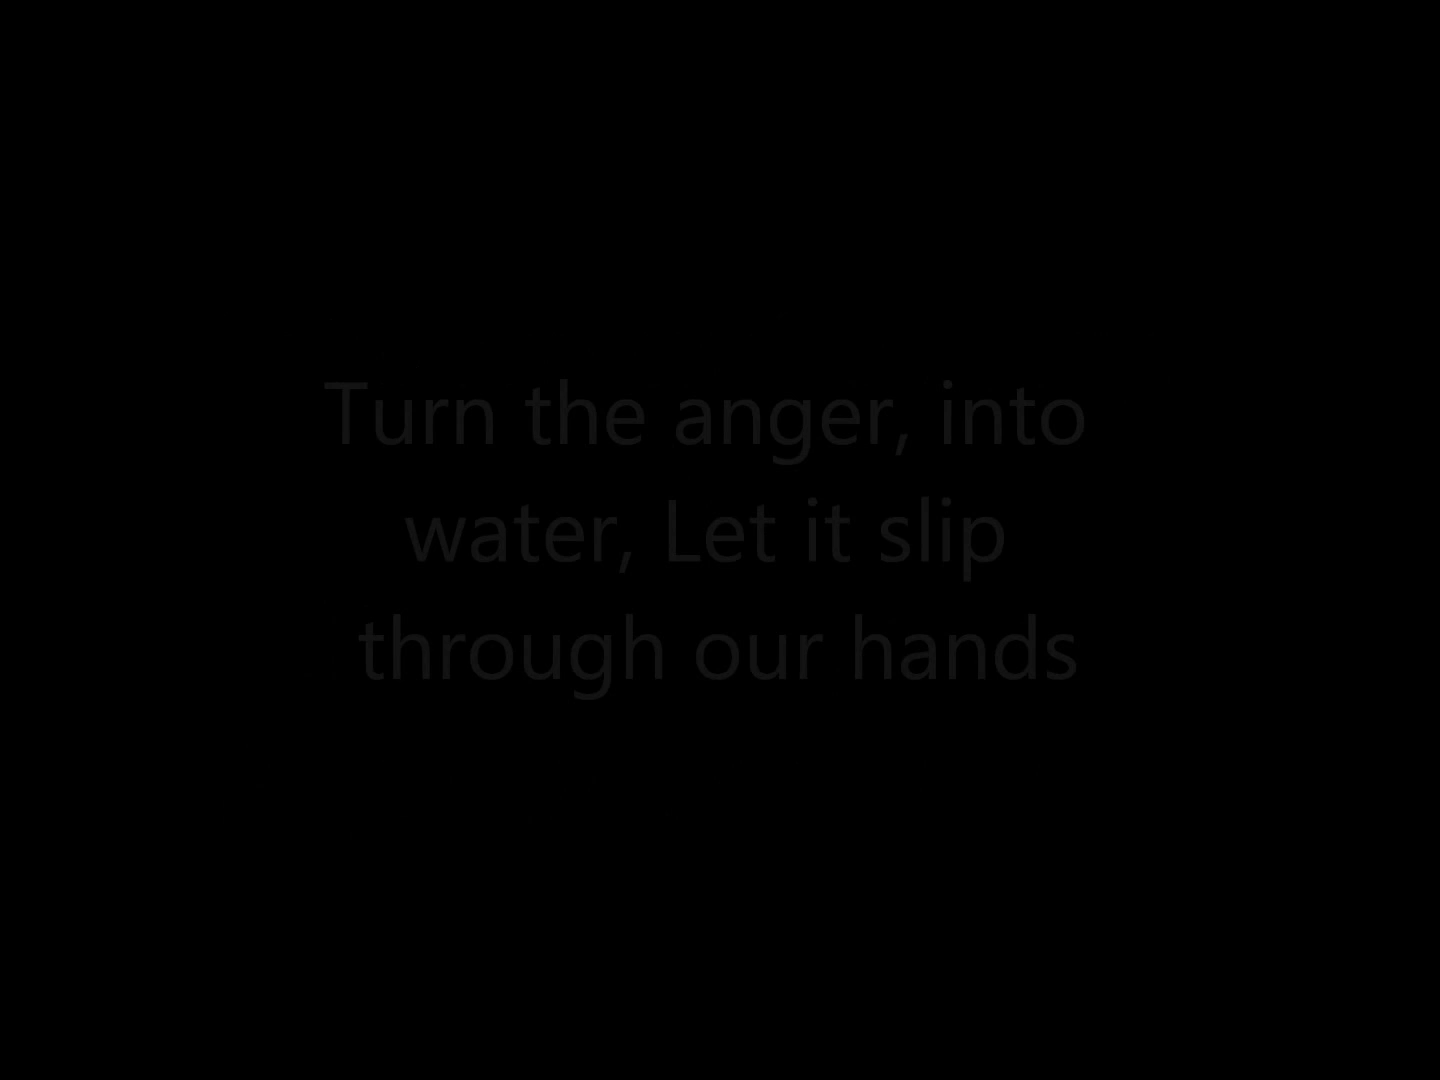 Turn the anger, into
water, Let it slip
through our hands